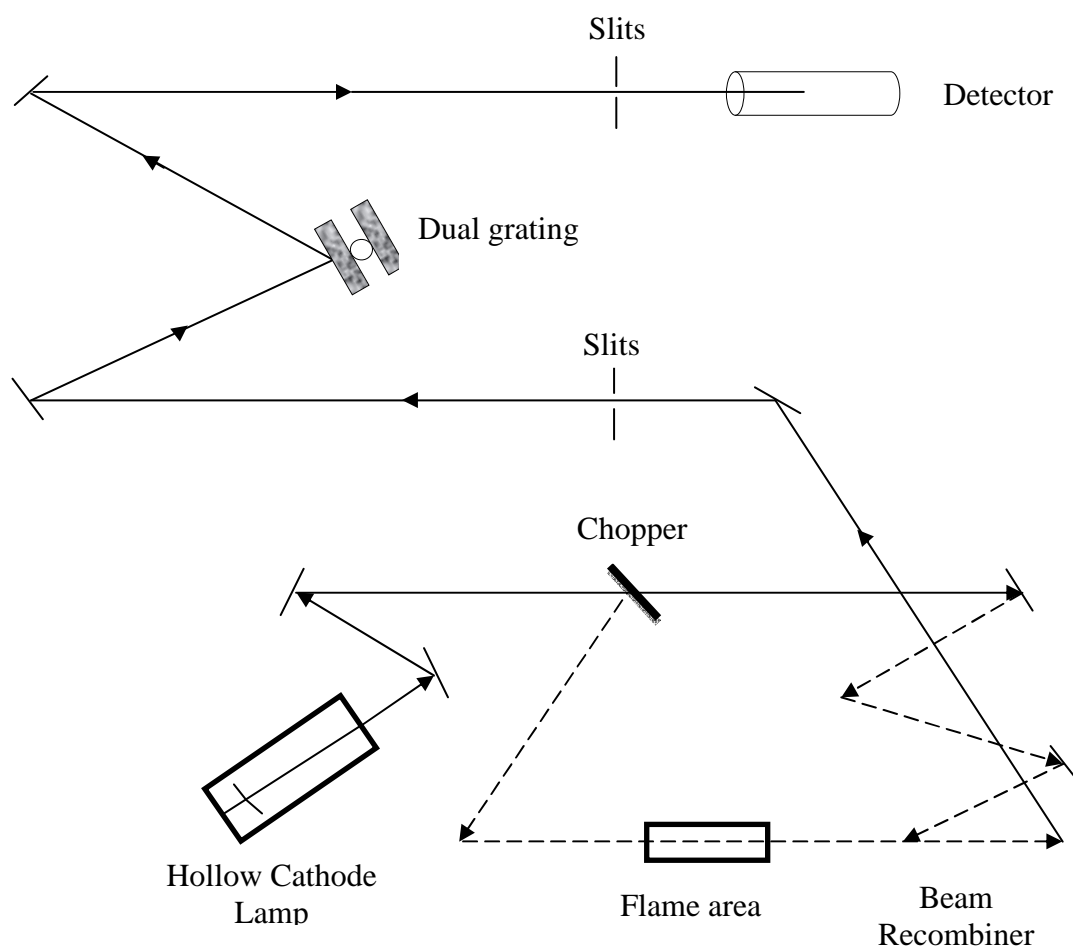 Slits
Detector
Dual grating
Slits
Chopper
Hollow Cathode
Lamp
Flame area
Beam
Recombiner